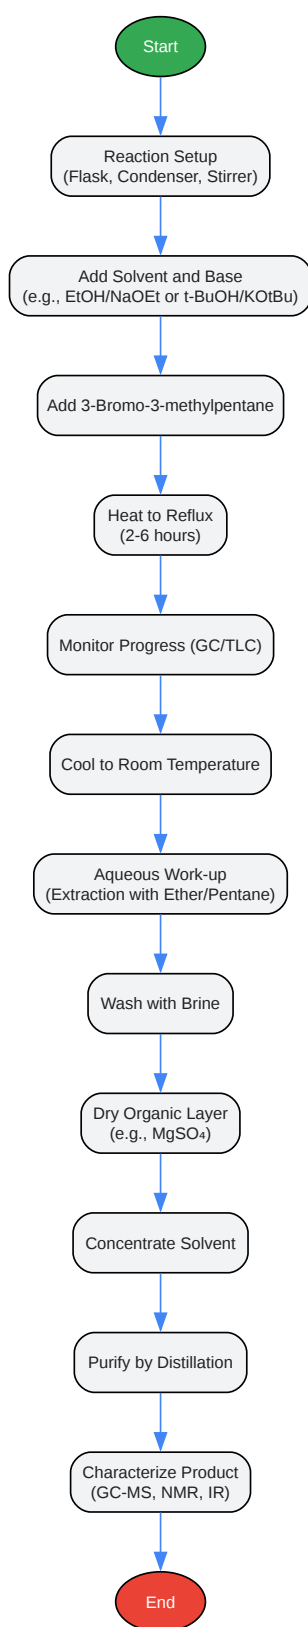 Start
Reaction Setup
(Flask, Condenser, Stirrer)
Add Solvent and Base
(e.g., EtOH/NaOEt or t-BuOH/KOtBu)
Add 3-Bromo-3-methylpentane
Heat to Reflux
(2-6 hours)
Monitor Progress (GC/TLC)
Cool to Room Temperature
Aqueous Work-up
(Extraction with Ether/Pentane)
Wash with Brine
Dry Organic Layer
(e.g., MgSO₄)
Concentrate Solvent
Purify by Distillation
Characterize Product
(GC-MS, NMR, IR)
End